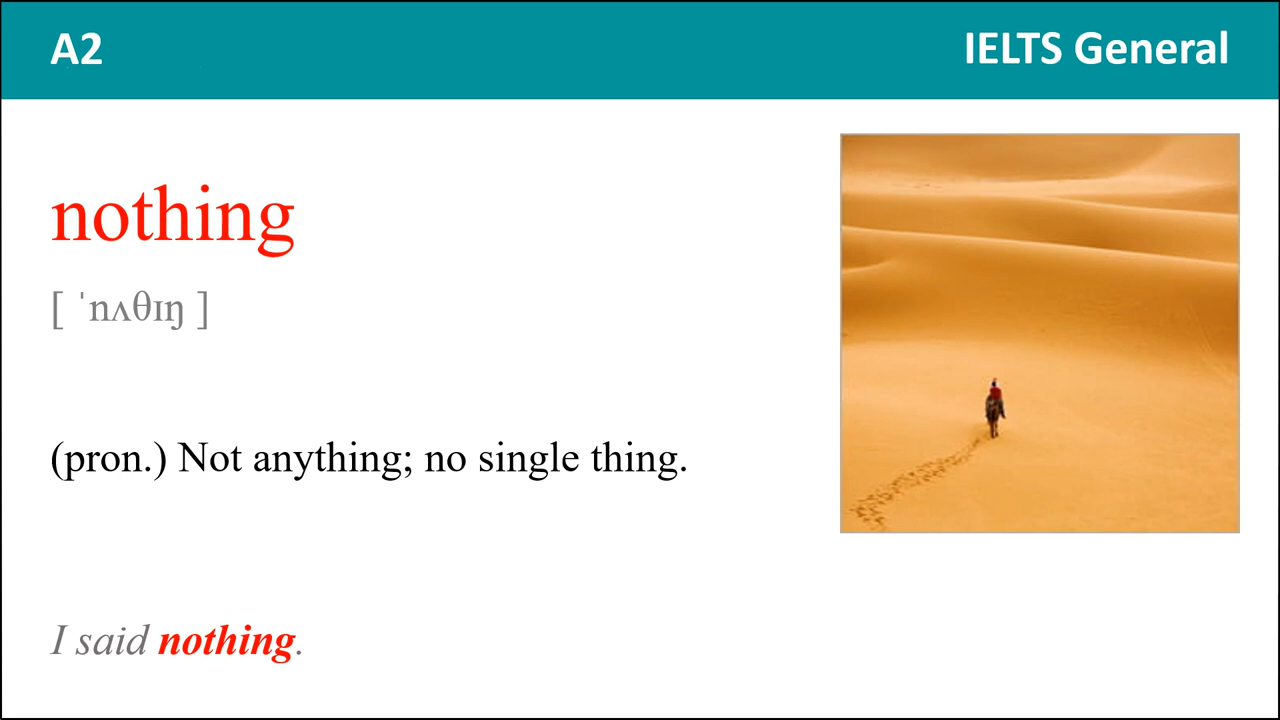 A2
IELTS General
nothing
[ ˈnʌθɪŋ ]
(pron.) Not anything; no single thing.
I said nothing.